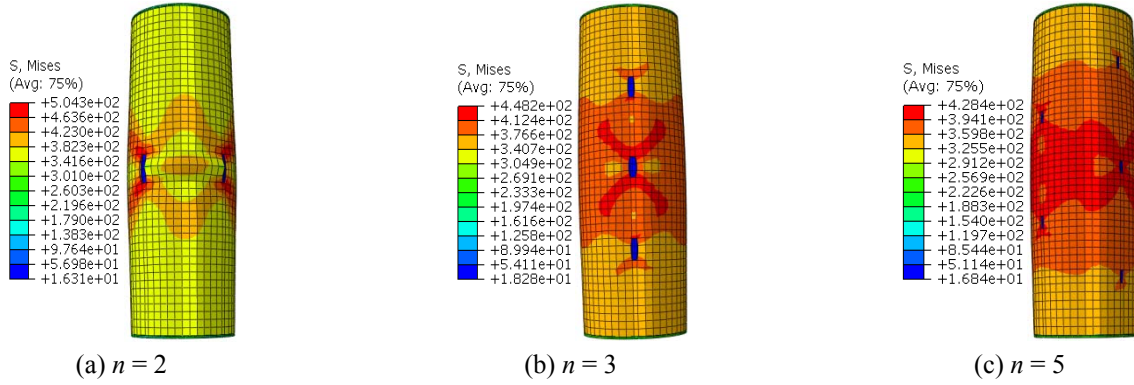 S, Mises
(Avg: 75%)
+5.043e+02
+4.636e+02
+4.230e+02
+3.823e+02
+3.416e+02
+3.010e+02
+2.603e+02
+2.196e+02
+1.790e+02
+1.383e+02
+9.764e+01
+5.698e+01
+1.631e+01
(a) n = 2
S, Mises
(Avg: 75%)
+4.482e+02
+4.124e+02
+3.766e+02
+3.407e+02
+3.049e+02
+2.691e+02
+2.333e+02
+1.974e+02
+1.616e+02
+1.258e+02
+8.994e+01
+5.411e+01
+1.828e+01
(b) n = 3
S, Mises
(Avg: 75%)
+4.284e+02
+3.941e+02
+3.598e+02
+3.255e+02
+2.912e+02
+2.569e+02
+2.226e+02
+1.883e+02
+1.540e+02
+1.197e+02
+8.544e+01
+5.114e+01
+1.684e+01
(c) n = 5